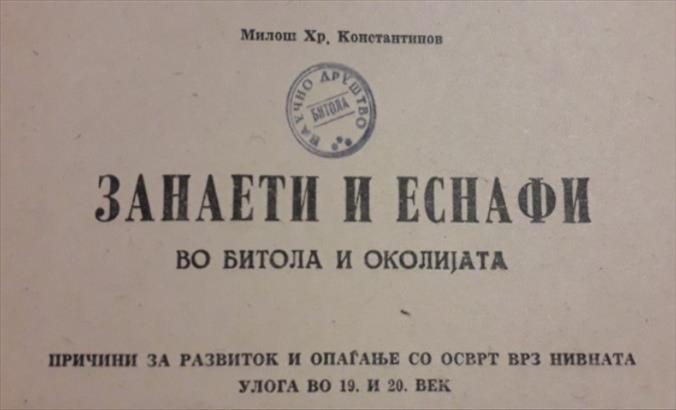 Милош Хр. Константинов
НАУЧНО ДРУШТВО
БИТОЛА
ЗАНАЕТИ И ЕСНАФИ
ВО БИТОЛА И ОКОЛИЈАТА
ПРИЧИНИ ЗА РАЗВИТОК И ОПАЃАЊЕ СО ОСВРТ ВРЗ НИВНАТА
УЛОГА ВО 19. И 20. ВЕК